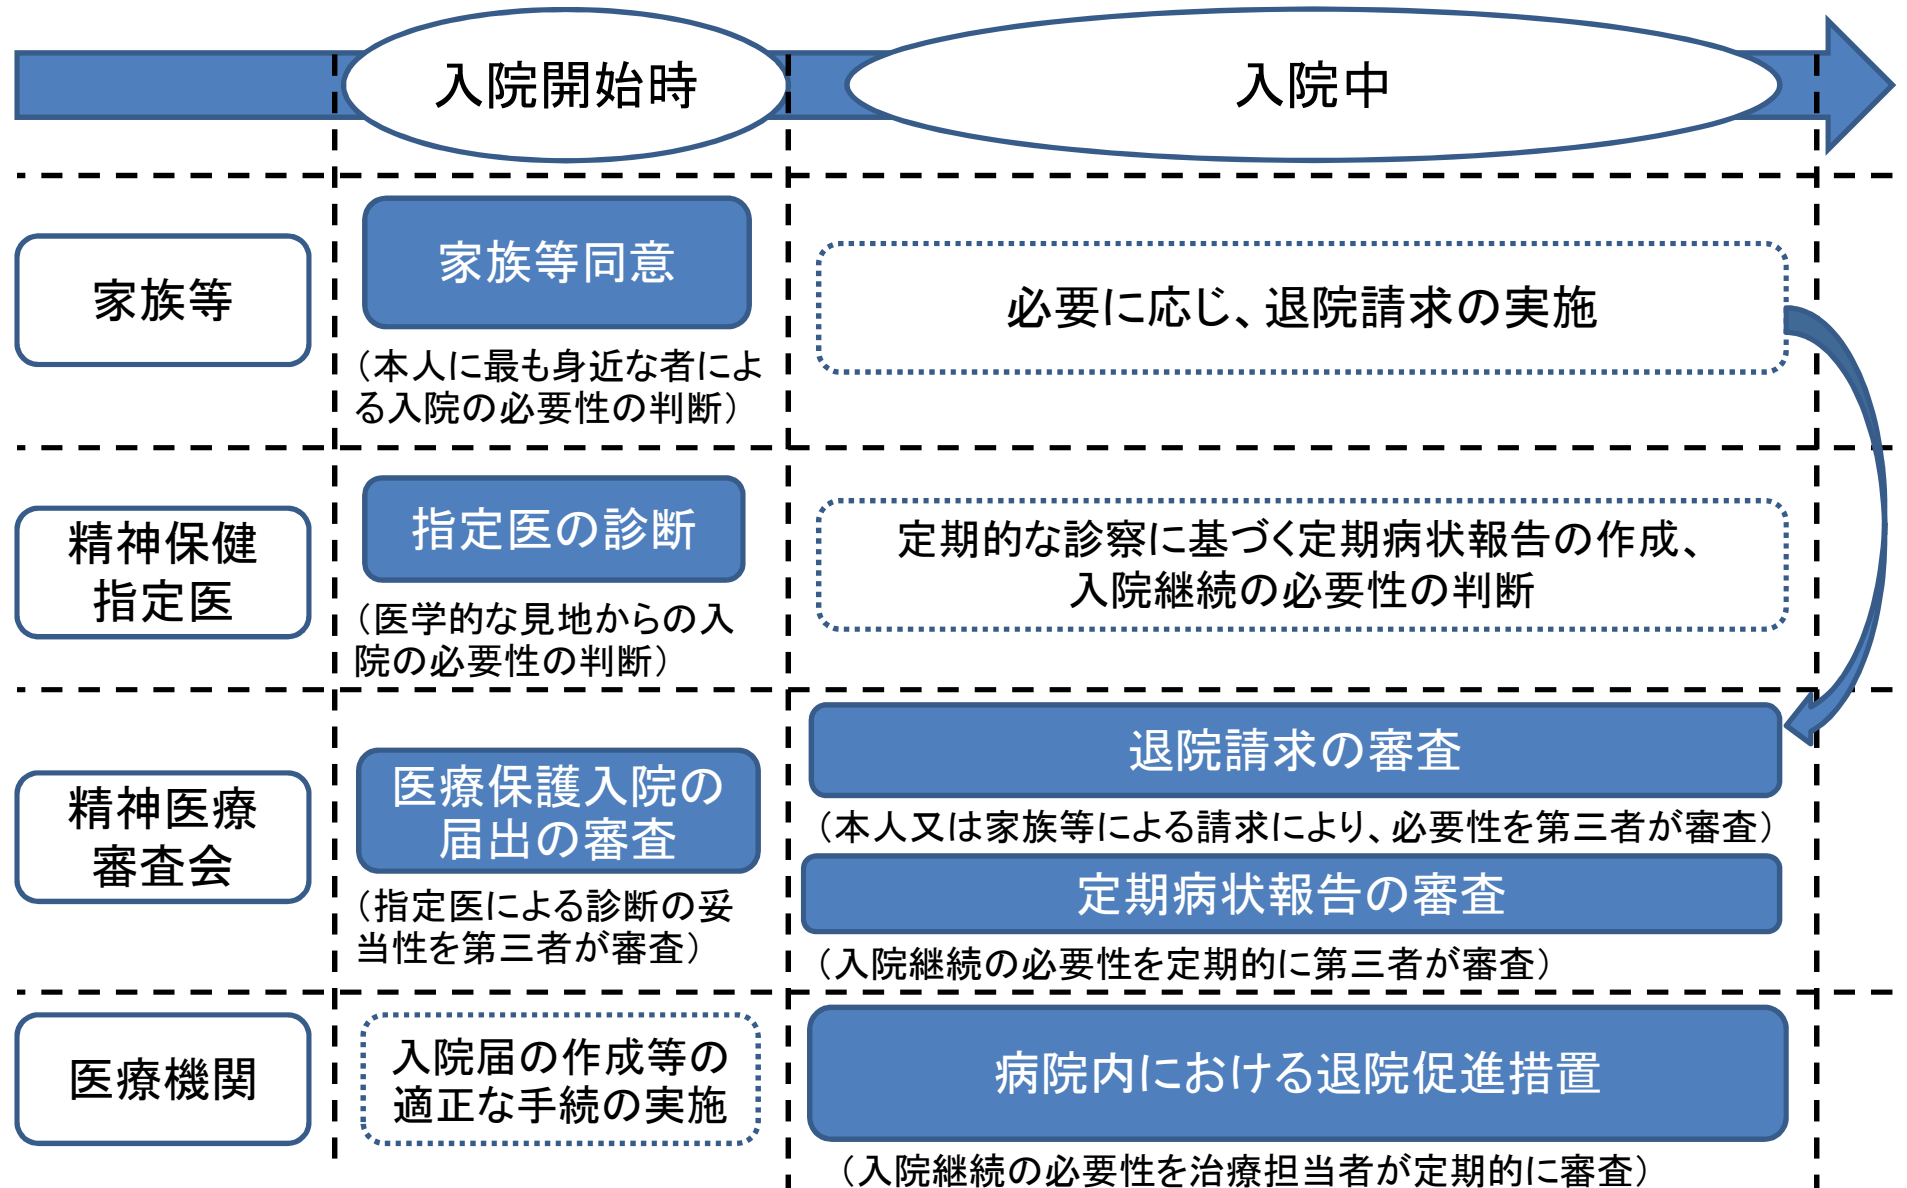 入院開始時
入院中
家族等
家族等同意
(本人に最も身近な者によ
る入院の必要性の判断)
必要に応じ、退院請求の実施
精神保健
指定医
指定医の診断
(医学的な見地からの入
院の必要性の判断)
定期的な診察に基づく定期病状報告の作成、
入院継続の必要性の判断
精神医療
審査会
医療保護入院の
届出の審査
(指定医による診断の妥
当性を第三者が審査)
退院請求の審査
(本人又は家族等による請求により、必要性を第三者が審査)
定期病状報告の審査
(入院継続の必要性を定期的に第三者が審査)
医療機関
入院届の作成等の
適正な手続の実施
病院内における退院促進措置
(入院継続の必要性を治療担当者が定期的に審査)